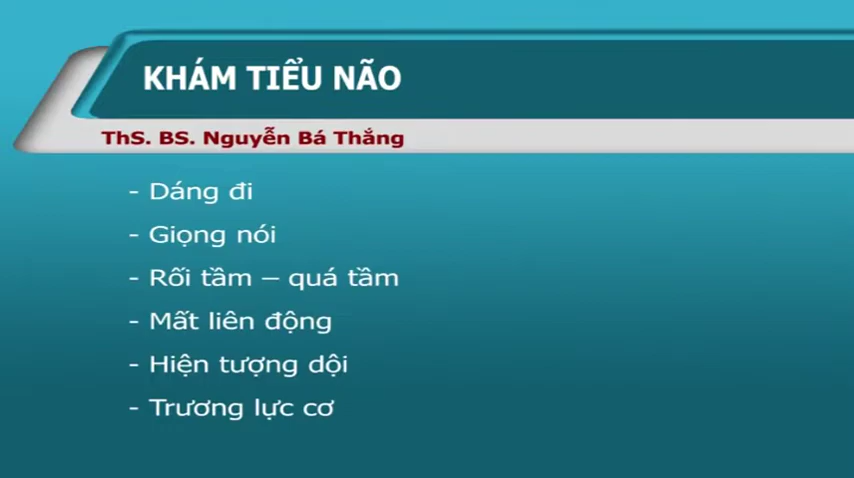 KHÁM TIỂU NÃO
ThS. BS. Nguyễn Bá Thắng
- Dáng đi
- Giọng nói
- Rối tầm – quá tầm
- Mất liên động
- Hiện tượng dội
- Trương lực cơ